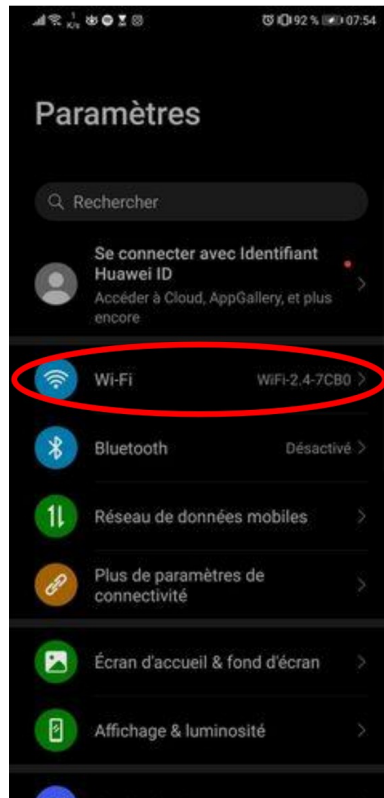 1 K/s 92 % 07:54
Paramètres
Rechercher
Se connecter avec Identifiant
Huawei ID
Accéder à Cloud, AppGallery, et plus
encore
Wi-Fi WiFi-2.4-7CB0
Bluetooth Désactivé
Réseau de données mobiles
Plus de paramètres de
connectivité
Écran d'accueil & fond d'écran
Affichage & luminosité